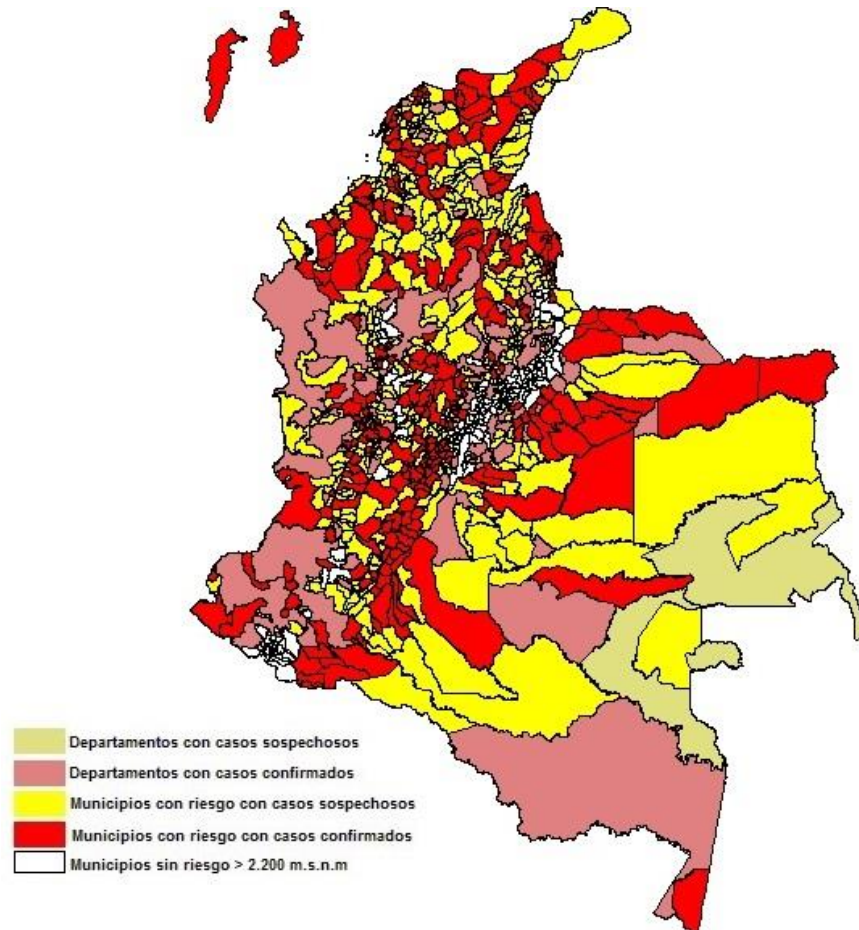 Departamentos con casos sospechosos
Departamentos con casos confirmados
Municipios con riesgo con casos sospechosos
Municipios con riesgo con casos confirmados
Municipios sin riesgo > 2.200 m.s.n.m